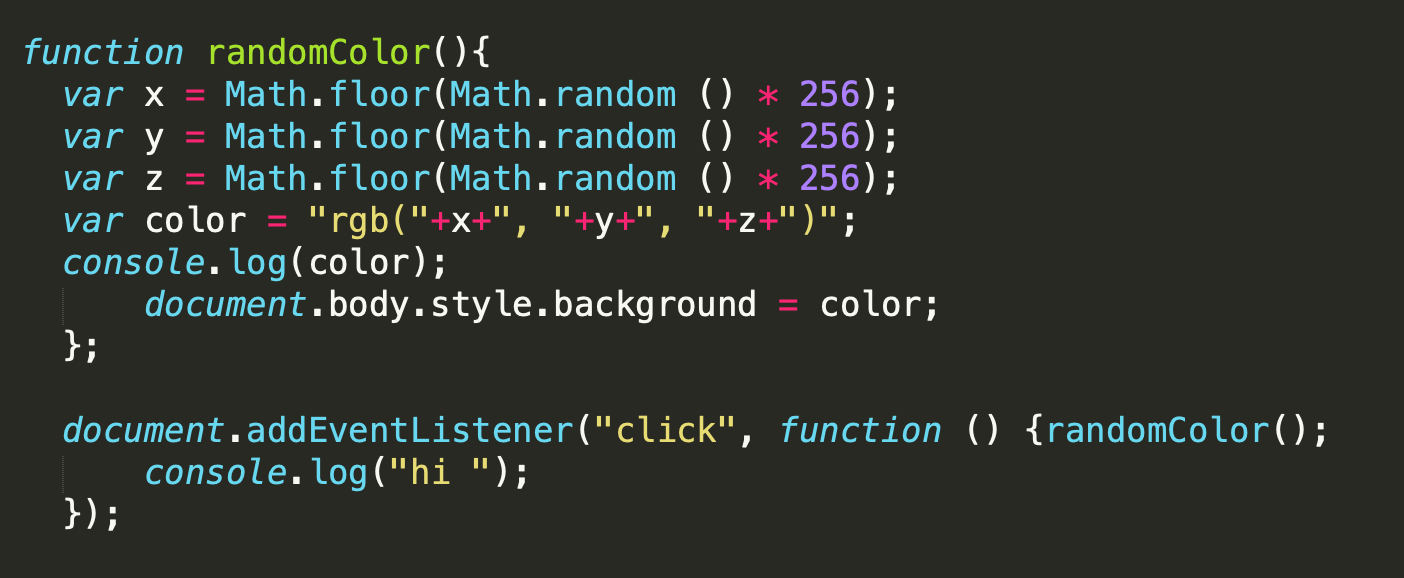 function randomColor(){
  var x = Math.floor(Math.random () * 256);
  var y = Math.floor(Math.random () * 256);
  var z = Math.floor(Math.random () * 256);
  var color = "rgb("+x+", "+y+", "+z+")";
  console.log(color);
      document.body.style.background = color;
  };

  document.addEventListener("click", function () {randomColor();
      console.log("hi ");
  });